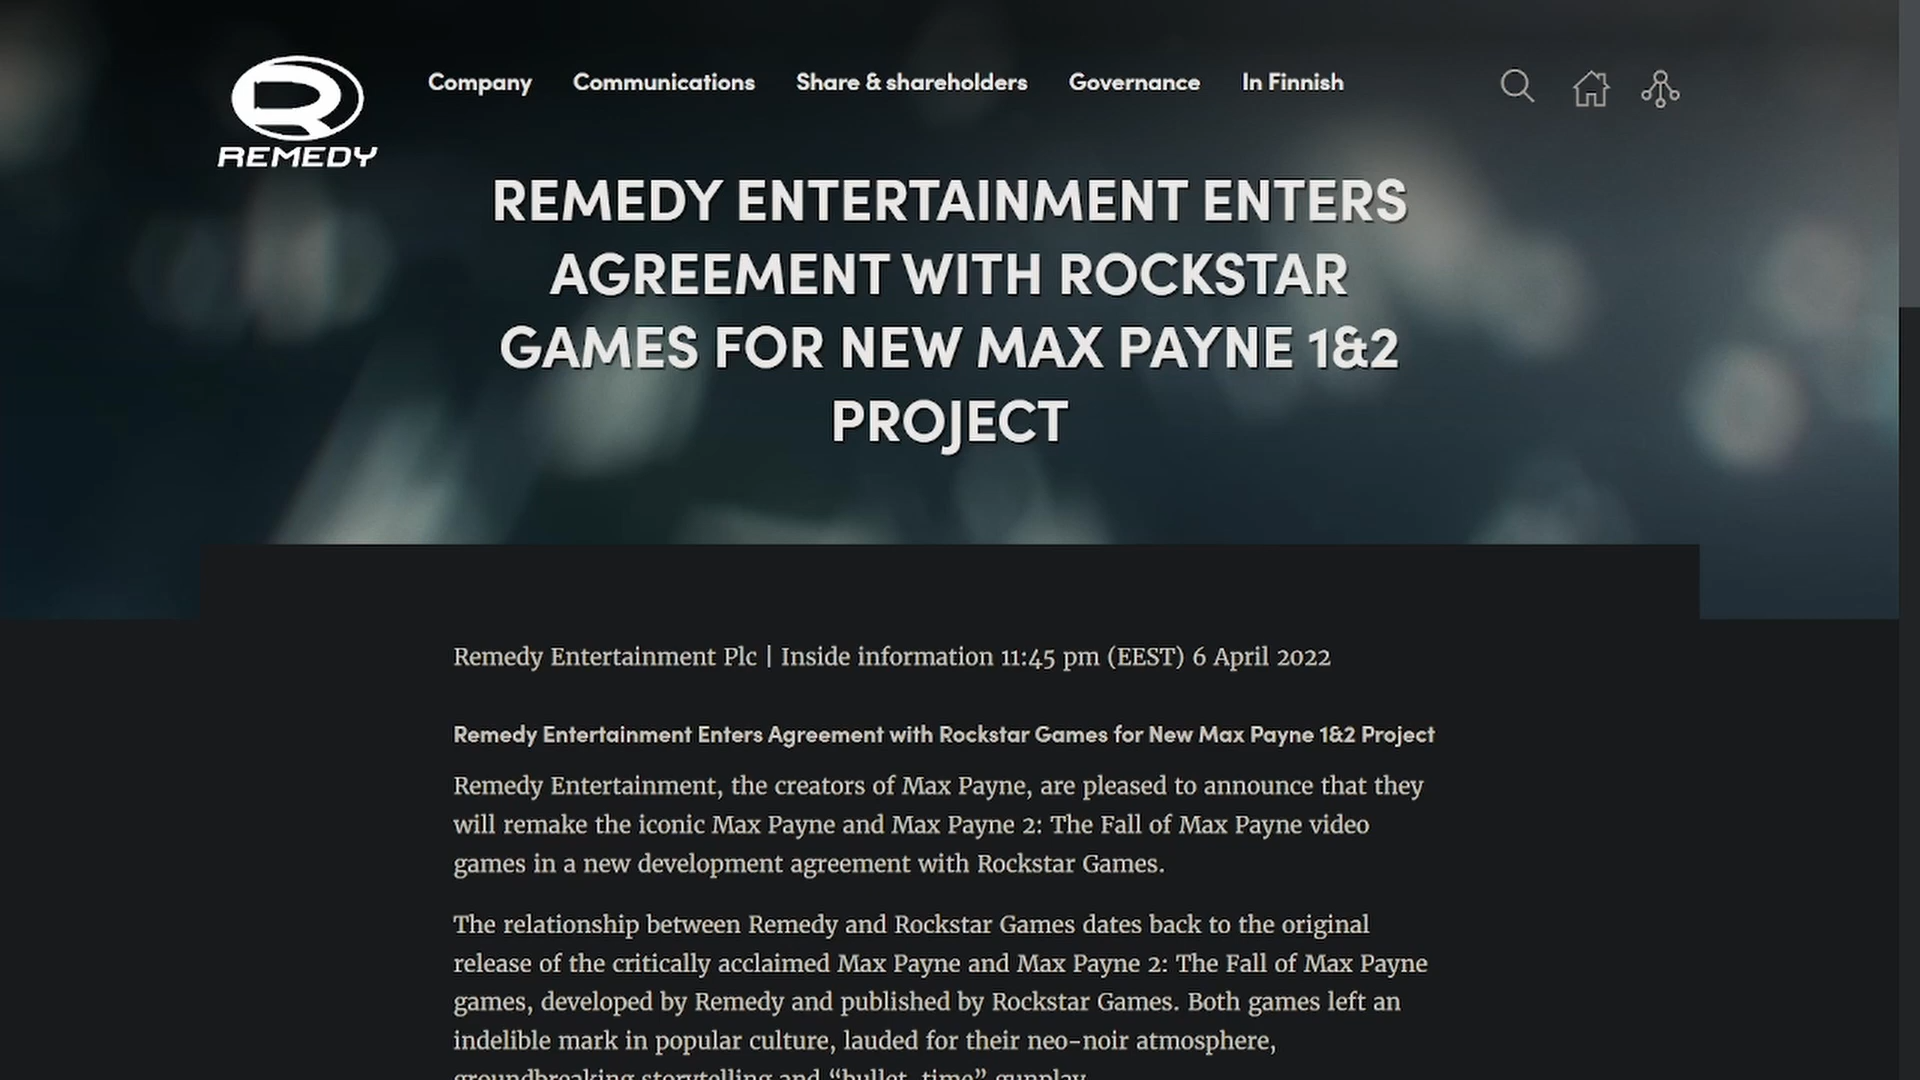 REMEDY
Company Communications Share & shareholders Governance In Finnish
REMEDY ENTERTAINMENT ENTERS
AGREEMENT WITH ROCKSTAR
GAMES FOR NEW MAX PAYNE 1&2
PROJECT
Remedy Entertainment Plc | Inside information 11:45 pm (EEST) 6 April 2022
Remedy Entertainment Enters Agreement with Rockstar Games for New Max Payne 1&2 Project
Remedy Entertainment, the creators of Max Payne, are pleased to announce that they
will remake the iconic Max Payne and Max Payne 2: The Fall of Max Payne video
games in a new development agreement with Rockstar Games.
The relationship between Remedy and Rockstar Games dates back to the original
release of the critically acclaimed Max Payne and Max Payne 2: The Fall of Max Payne
games, developed by Remedy and published by Rockstar Games. Both games left an
indelible mark in popular culture, lauded for their neo-noir atmosphere,
groundbreaking storytelling and “bullet-time” gunplay.